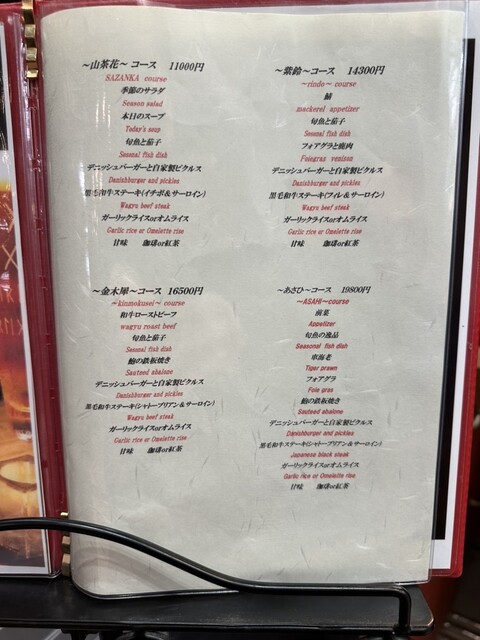 ~山茶花~ コース　11000円
SAZANKA course
季節のサラダ
Season salad
本日のスープ
Today's soup
旬魚と茄子
Sesonal fish dish
デニッシュバーガーと自家製ピクルス
Danishburger and pickles
黒毛和牛ステーキ(イチボ&サーロイン)
Wagyu beef steak
ガーリックライスorオムライス
Garlic rice or Omelette rise
甘味　珈琲or紅茶
~紫鈴~コース　14300円
~rindo~ course
鯖
mackerel appetizer
旬魚と茄子
Sesonal fish dish
フォアグラと鹿肉
Foiegras venison
デニッシュバーガーと自家製ピクルス
Danishburger and pickles
黒毛和牛ステーキ(フィレ&サーロイン)
Wagyu beef steak
ガーリックライスorオムライス
Garlic rice or Omelette rise
甘味　珈琲or紅茶
~金木犀~コース　16500円
~kinmokusei~ course
和牛ローストビーフ
wagyu roast beef
旬魚と茄子
Sesonal fish dish
鮑の鉄板焼き
Sauteed abalone
デニッシュバーガーと自家製ピクルス
Danishburger and pickles
黒毛和牛ステーキ(シャトーブリアン&サーロイン)
Wagyu beef steak
ガーリックライスorオムライス
Garlic rice or Omelette rise
甘味　珈琲or紅茶
~あさひ~コース　19800円
~ASAHI~course
前菜
Appetizer
旬魚の逸品
Seasonal fish dish
車海老
Tiger prawn
フォアグラ
Foie gras
鮑の鉄板焼き
Sauteed abalone
デニッシュバーガーと自家製ピクルス
Danishburger and pickles
黒毛和牛ステーキ(シャトーブリアン&サーロイン)
Japanese black steak
ガーリックライスorオムライス
Garlic rice or Omelette rise
甘味　珈琲or紅茶